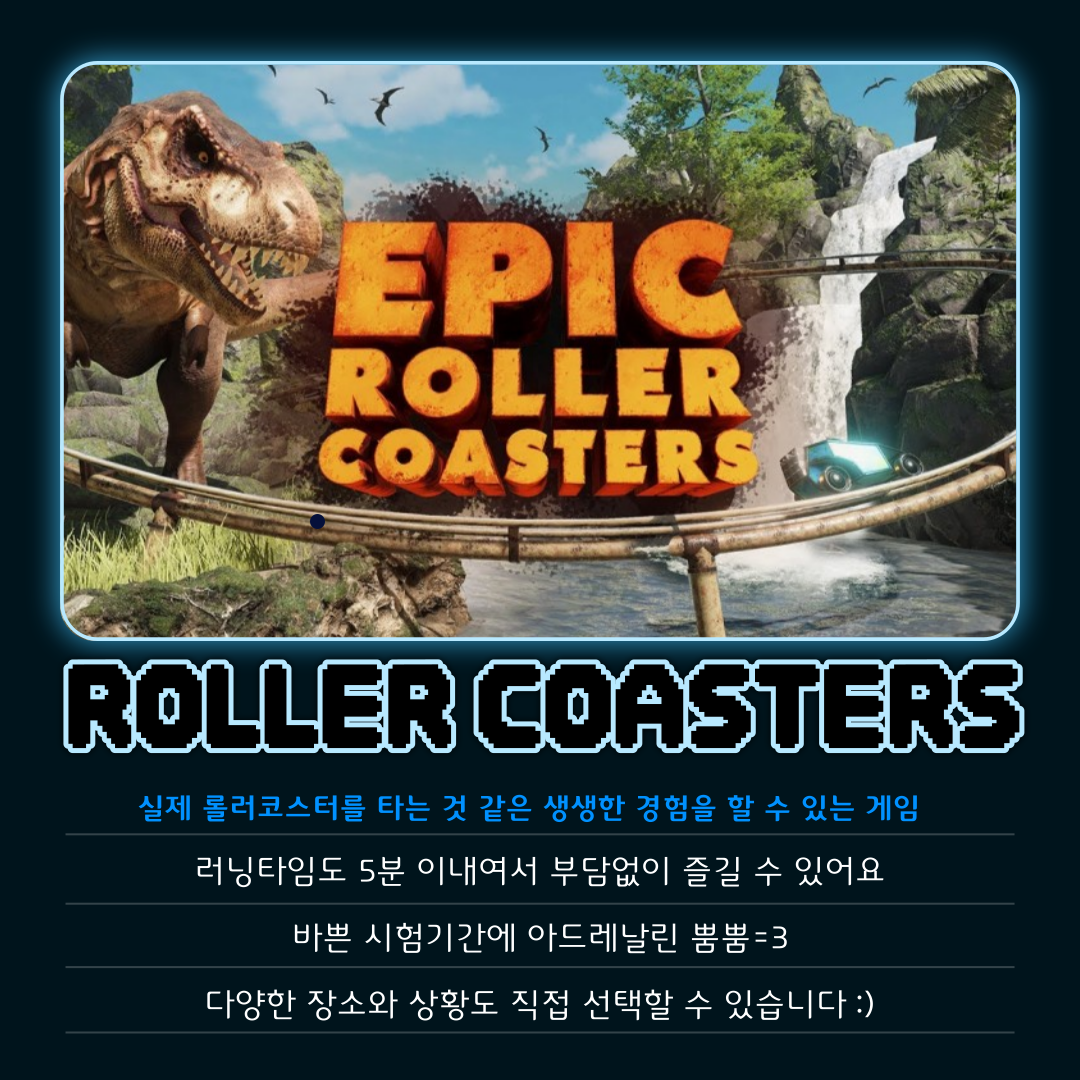 EPIC
ROLLER
COASTERS
ROLLER COASTERS
실제 롤러코스터를 타는 것 같은 생생한 경험을 할 수 있는 게임
러닝타임도 5분 이내여서 부담없이 즐길 수 있어요
바쁜 시험기간에 아드레날린 뿜뿜=3
다양한 장소와 상황도 직접 선택할 수 있습니다 :)